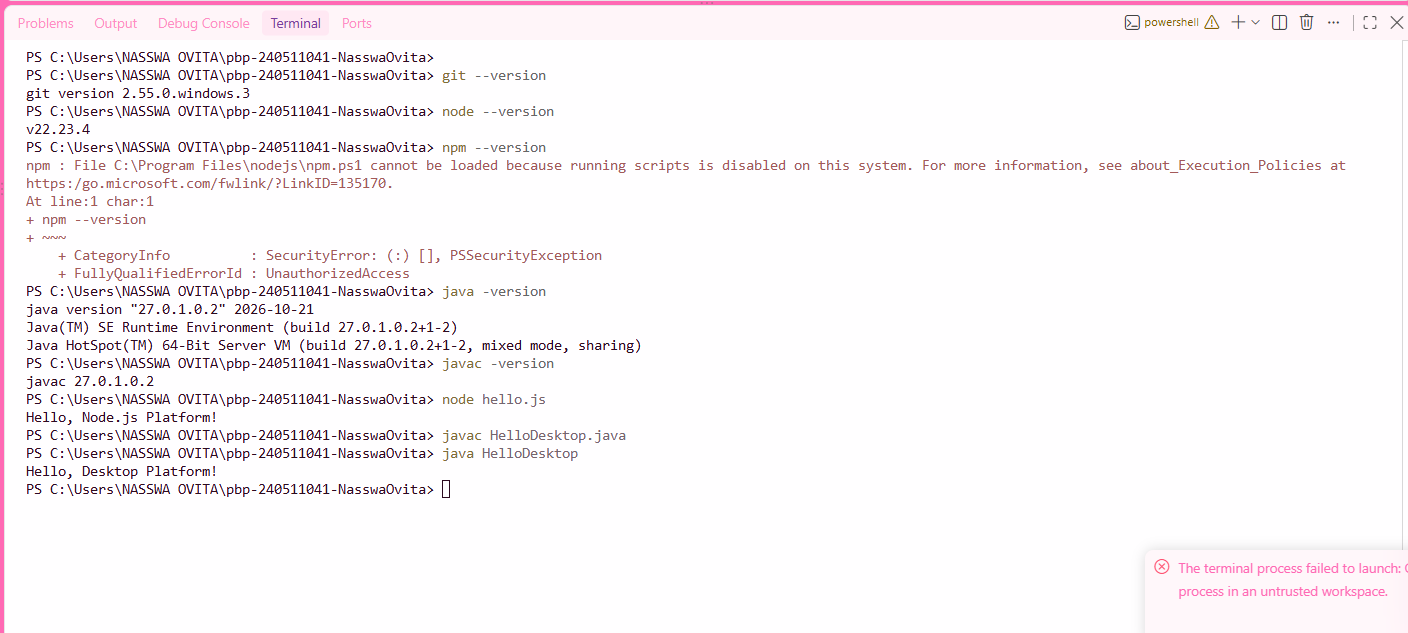 Problems Output Debug Console Terminal Ports powershell
PS C:\Users\NASSWA OVITA\pbp-240511041-NasswaOvita>
PS C:\Users\NASSWA OVITA\pbp-240511041-NasswaOvita> git --version
git version 2.55.0.windows.3
PS C:\Users\NASSWA OVITA\pbp-240511041-NasswaOvita> node --version
v22.23.4
PS C:\Users\NASSWA OVITA\pbp-240511041-NasswaOvita> npm --version
npm : File C:\Program Files\nodejs\npm.ps1 cannot be loaded because running scripts is disabled on this system. For more information, see about_Execution_Policies at
https:/go.microsoft.com/fwlink/?LinkID=135170.
At line:1 char:1
+ npm --version
+ ~~~
    + CategoryInfo          : SecurityError: (:) [], PSSecurityException
    + FullyQualifiedErrorId : UnauthorizedAccess
PS C:\Users\NASSWA OVITA\pbp-240511041-NasswaOvita> java -version
java version "27.0.1.0.2" 2026-10-21
Java(TM) SE Runtime Environment (build 27.0.1.0.2+1-2)
Java HotSpot(TM) 64-Bit Server VM (build 27.0.1.0.2+1-2, mixed mode, sharing)
PS C:\Users\NASSWA OVITA\pbp-240511041-NasswaOvita> javac -version
javac 27.0.1.0.2
PS C:\Users\NASSWA OVITA\pbp-240511041-NasswaOvita> node hello.js
Hello, Node.js Platform!
PS C:\Users\NASSWA OVITA\pbp-240511041-NasswaOvita> javac HelloDesktop.java
PS C:\Users\NASSWA OVITA\pbp-240511041-NasswaOvita> java HelloDesktop
Hello, Desktop Platform!
PS C:\Users\NASSWA OVITA\pbp-240511041-NasswaOvita>
The terminal process failed to launch:
process in an untrusted workspace.